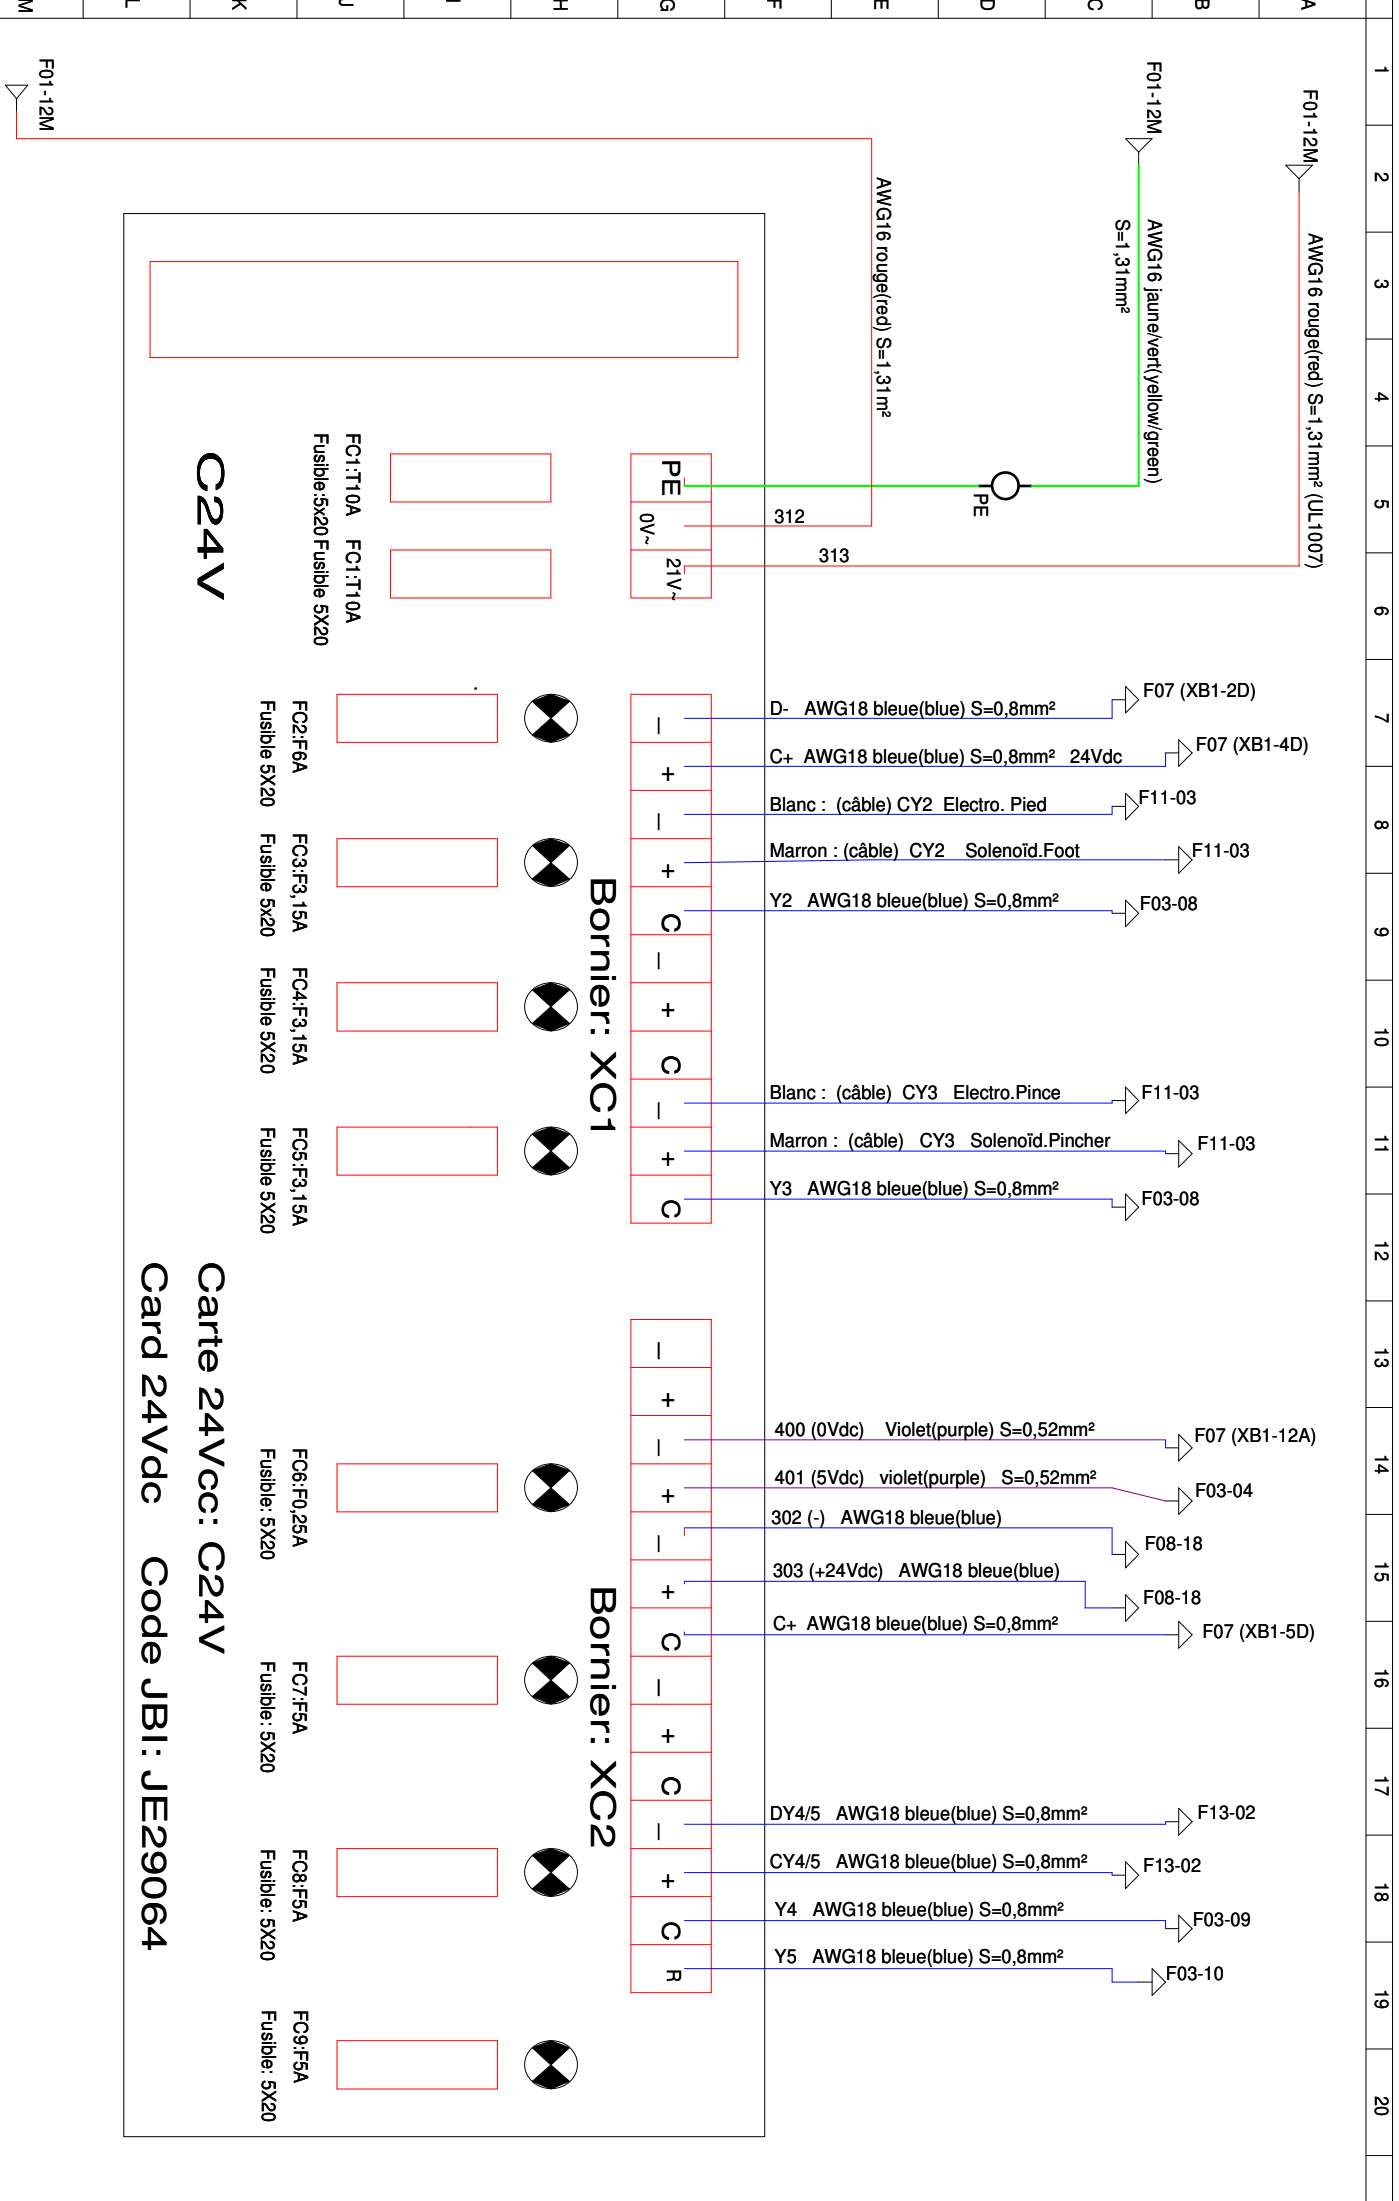 M
L
K
J
I
H
G
F
E
D
C
B
A
1
2
3
4
5
6
7
8
9
10
11
12
13
14
15
16
17
18
19
20
F01-12M
F01-12M
F01-12M
AWG16 rouge(red) S=1,31mm² (UL1007)
AWG16 jaune/vert(yellow/green)
S=1,31mm²
AWG16 rouge(red) S=1,31m²
PE
312
313
PE
0V~
21V~
FC1:T10A
Fusible:5x20
FC1:T10A
Fusible 5X20
C24V
D- AWG18 bleue(blue) S=0,8mm²
F07 (XB1-2D)
C+ AWG18 bleue(blue) S=0,8mm² 24Vdc
F07 (XB1-4D)
Blanc : (câble) CY2 Electro. Pied
F11-03
Marron : (câble) CY2 Solenoïd.Foot
F11-03
Y2 AWG18 bleue(blue) S=0,8mm²
F03-08
Blanc : (câble) CY3 Electro.Pince
F11-03
Marron : (câble) CY3 Solenoïd.Pincher
F11-03
Y3 AWG18 bleue(blue) S=0,8mm²
F03-08
–
+
–
+
C
–
+
C
–
+
C
Bornier: XC1
FC2:F6A
Fusible 5X20
FC3:F3,15A
Fusible 5x20
FC4:F3,15A
Fusible 5X20
FC5:F3,15A
Fusible 5X20
400 (0Vdc) Violet(purple) S=0,52mm²
F07 (XB1-12A)
401 (5Vdc) violet(purple) S=0,52mm²
F03-04
302 (-) AWG18 bleue(blue)
F08-18
303 (+24Vdc) AWG18 bleue(blue)
F08-18
C+ AWG18 bleue(blue) S=0,8mm²
F07 (XB1-5D)
DY4/5 AWG18 bleue(blue) S=0,8mm²
F13-02
CY4/5 AWG18 bleue(blue) S=0,8mm²
F13-02
Y4 AWG18 bleue(blue) S=0,8mm²
F03-09
Y5 AWG18 bleue(blue) S=0,8mm²
F03-10
–
+
–
+
–
+
C
–
+
C
–
+
C
R
Bornier: XC2
FC6:F0,25A
Fusible: 5X20
FC7:F5A
Fusible: 5X20
FC8:F5A
Fusible: 5X20
FC9:F5A
Fusible: 5X20
Carte 24Vcc: C24V
Card 24Vdc Code JBI: JE29064